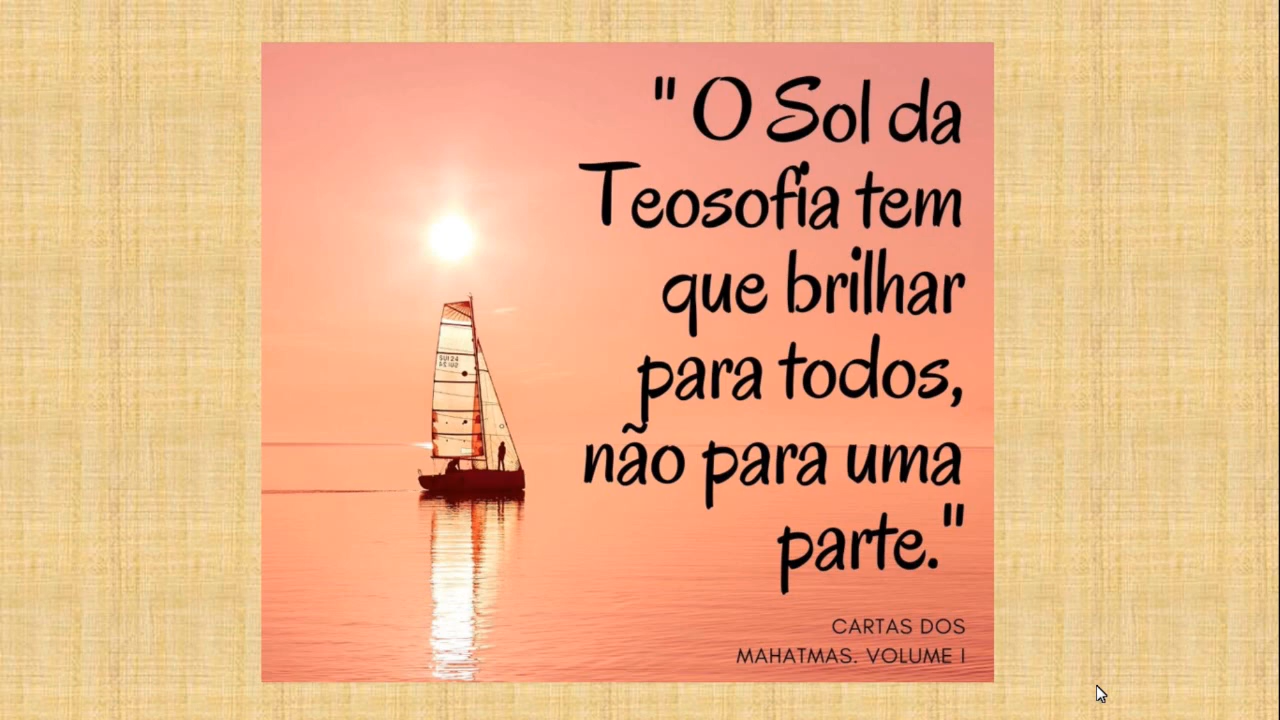 "O Sol da
Teosofia tem
que brilhar
para todos,
não para uma
parte."
CARTAS DOS
MAHATMAS. VOLUME I